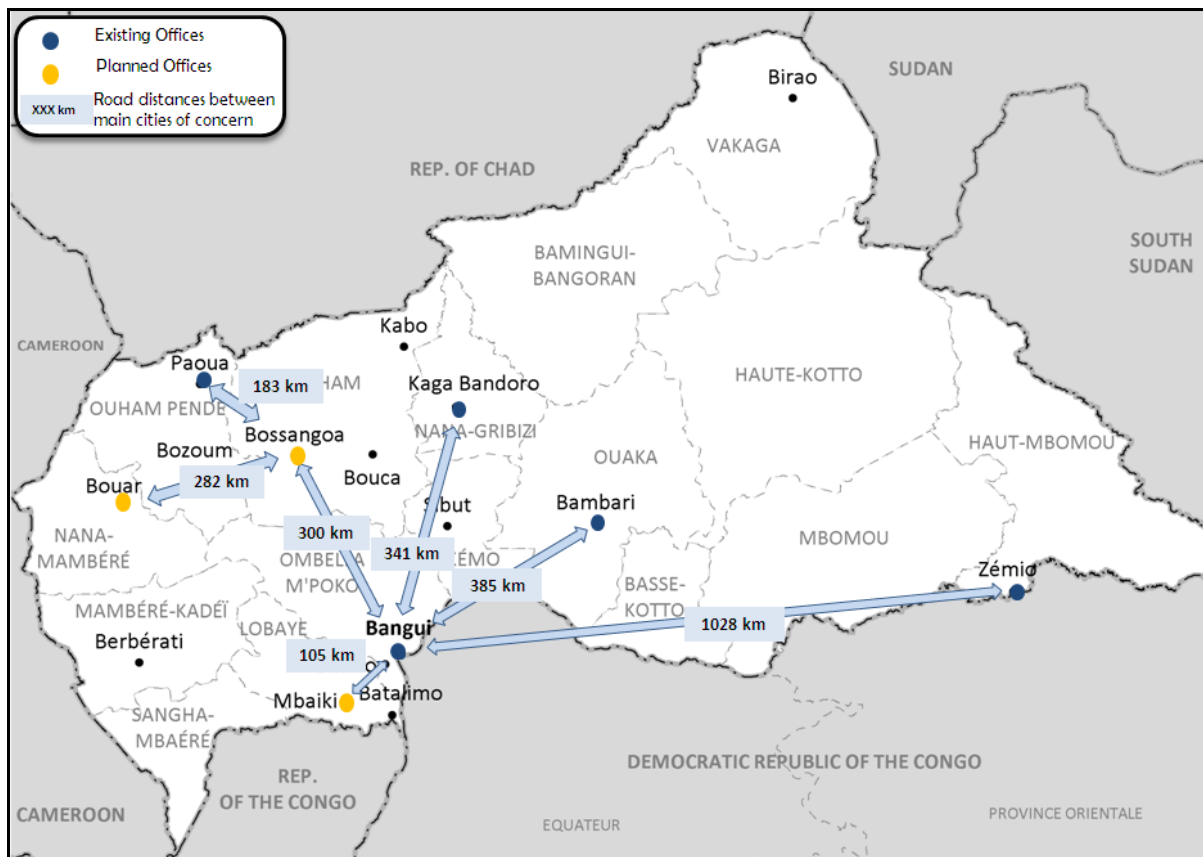 Existing Offices
Planned Offices
XXX km
Road distances between
main cities of concern
SUDAN
Birao
VAKAGA
REP. OF CHAD
SOUTH
SUDAN
BAMINGUI-
BANGORAN
CAMEROON
Kabo
Paoua
183 km
HAM
Kaga Bandoro
HAUTE-KOTTO
OUHAM PENDE
Bossangoa
NANA-GRIBIZI
HAUT-MBOMOU
Bozoum
OUAKA
Bouca
282 km
Bouar
Sibut
Bambari
NANA-
MAMBÉRÉ
300 km
341 km
KÉMO
MBOMOU
OMBELLA
M'POKO
385 km
BASSE-
KOTTO
Zémio
MAMBÉRÉ-KADEÏ
LOBAYE
Bangui
1028 km
Berbérati
105 km
Mbaiki
Batalimo
SANGHA-
MBAÉRÉ
DEMOCRATIC REPUBLIC OF THE CONGO
REP.
OF THE CONGO
CAMEROON
EQUATEUR
PROVINCE ORIENTALE